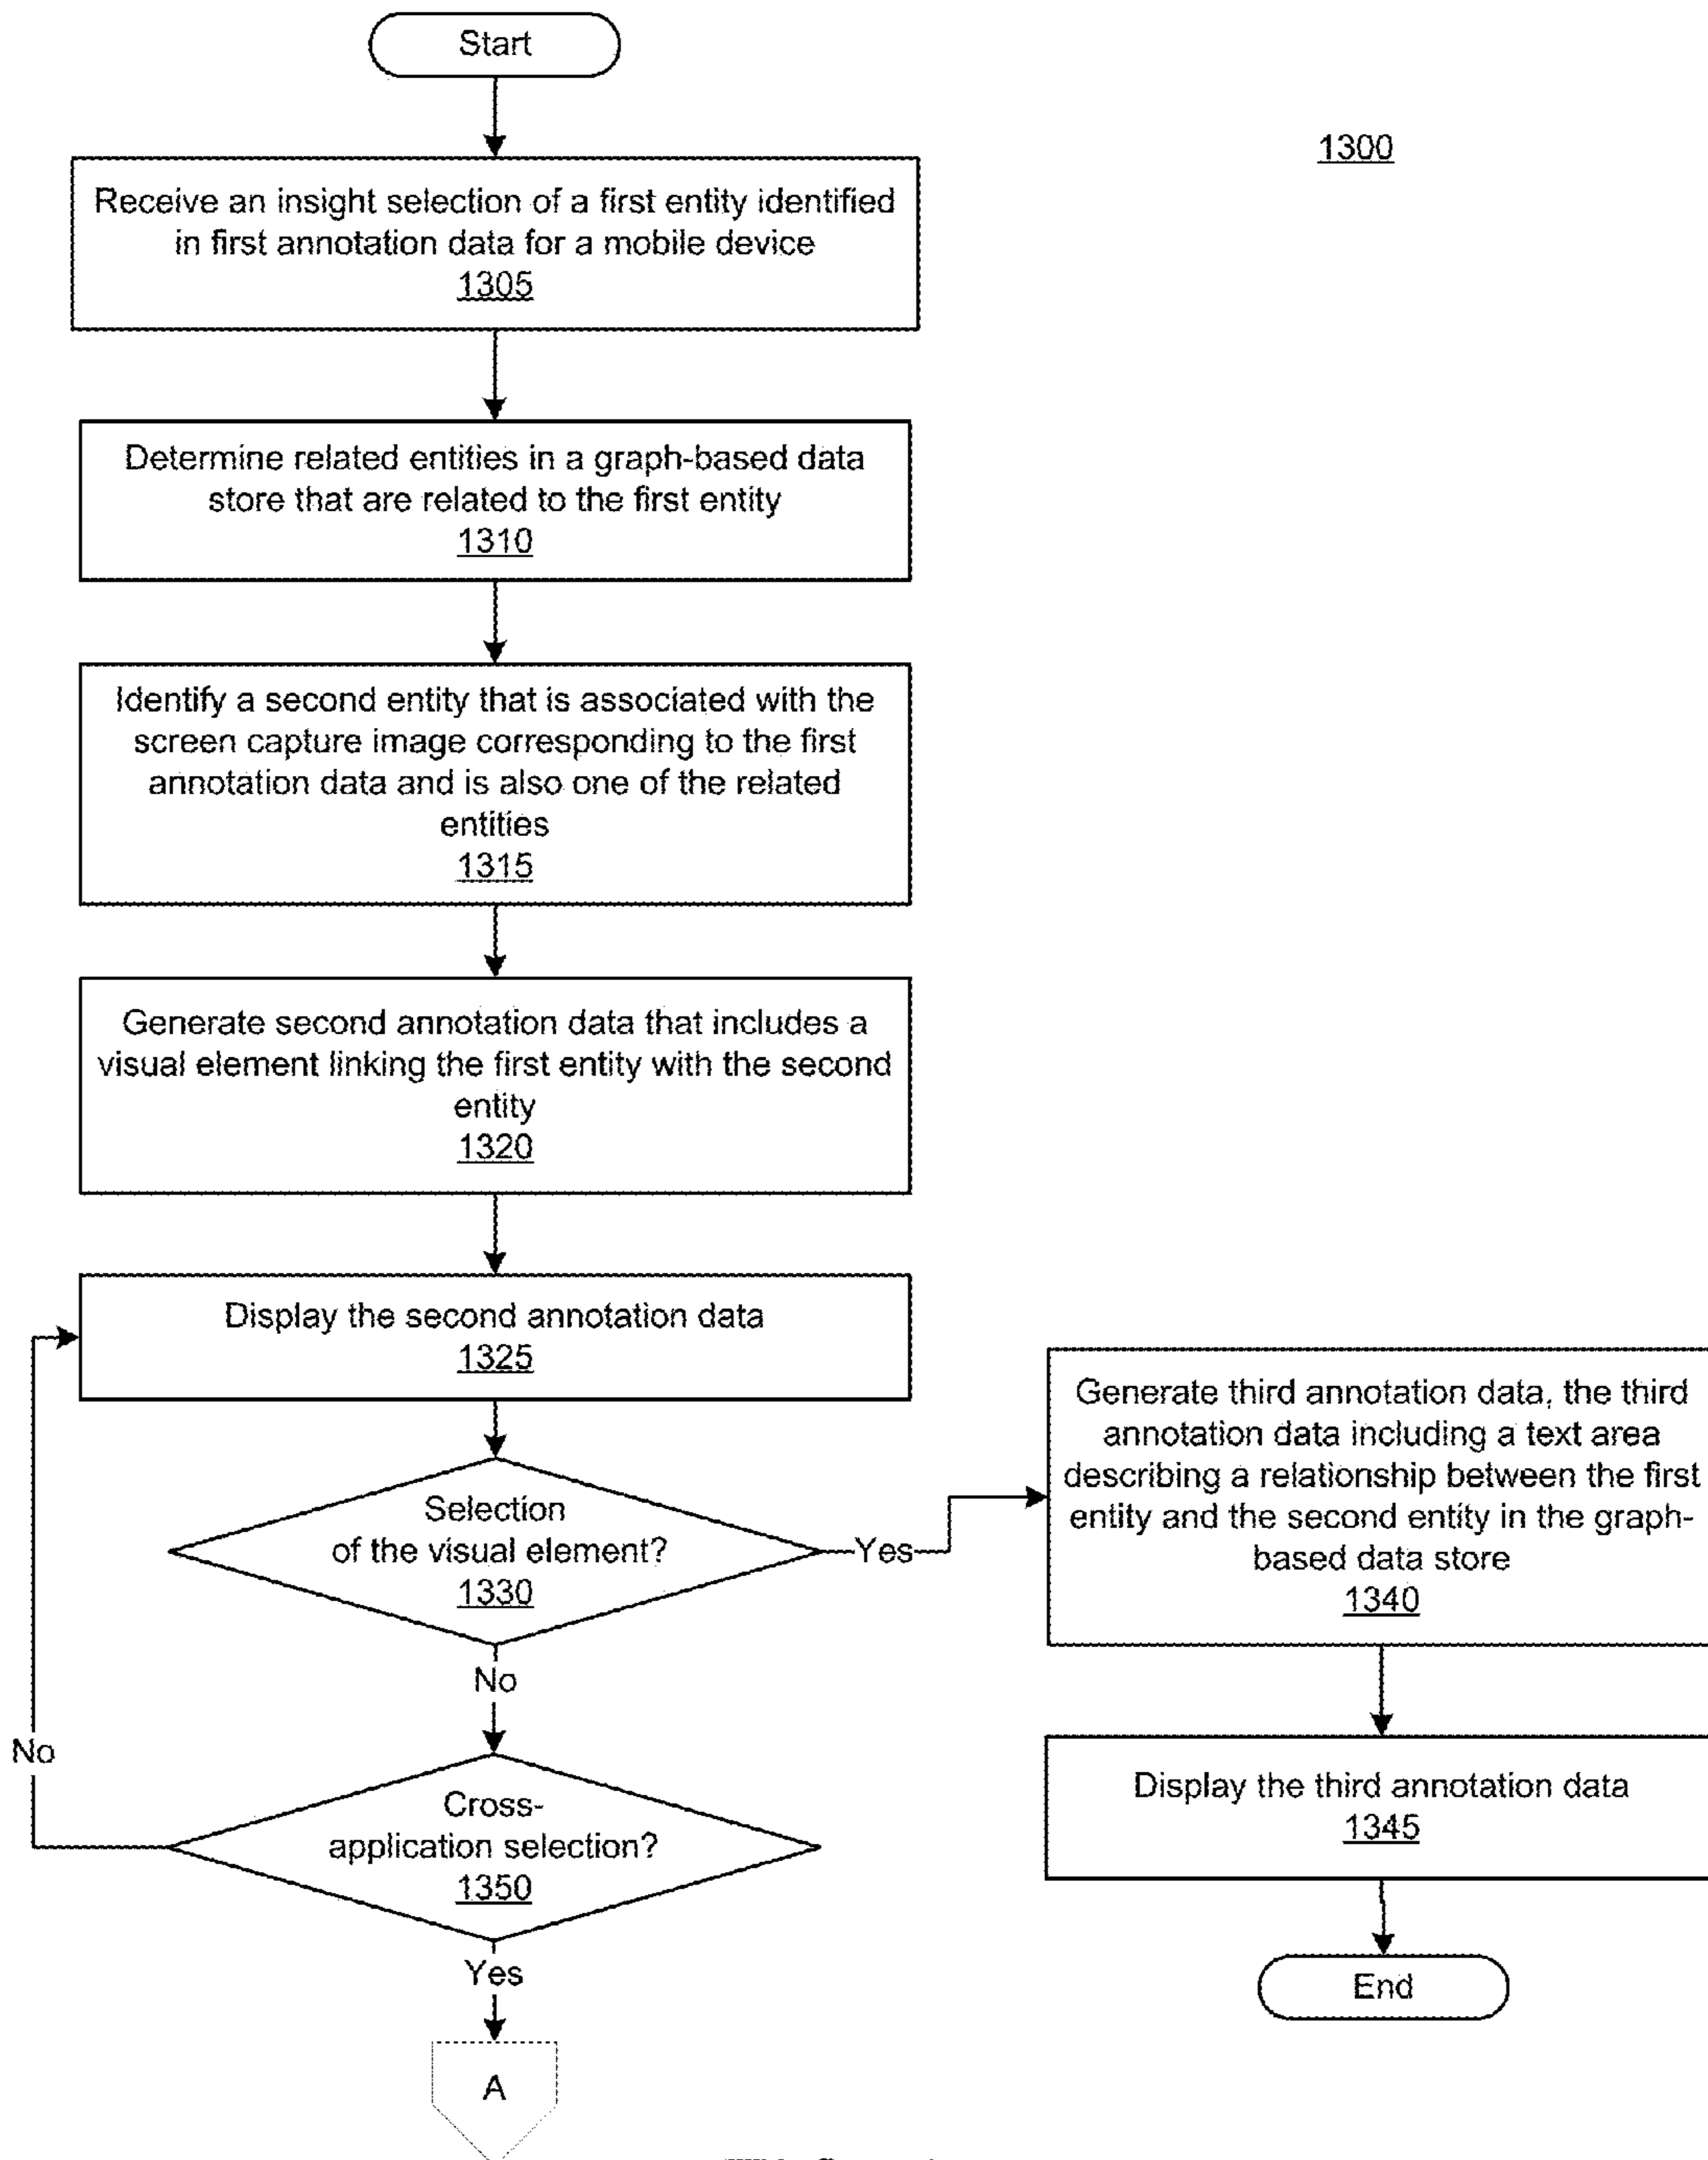 Start
1300
Receive an insight selection of a first entity identified
in first annotation data for a mobile device
1305
Determine related entities in a graph-based data
store that are related to the first entity
1310
Identify a second entity that is associated with the
screen capture image corresponding to the first
annotation data and is also one of the related
entities
1315
Generate second annotation data that includes a
visual element linking the first entity with the second
entity
1320
Display the second annotation data
1325
Selection
of the visual element?
1330
Yes
Generate third annotation data, the third
annotation data including a text area
describing a relationship between the first
entity and the second entity in the graph-
based data store
1340
No
Display the third annotation data
1345
No
Cross-
application selection?
1350
Yes
End
A